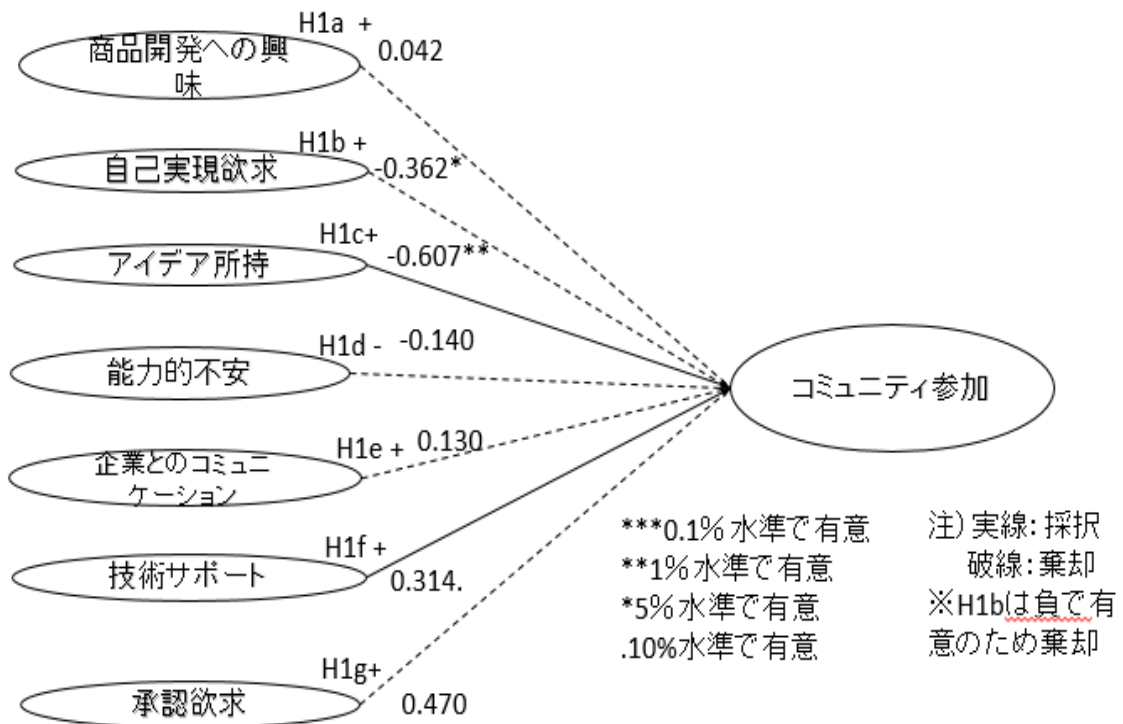 H1a +
0.042
商品開発への興
味
H1b +
-0.362*
自己実現欲求
H1c+
-0.607**
アイデア所持
H1d - -0.140
能力的不安
コミュニティ参加
H1e + 0.130
企業とのコミュニ
ケーション
H1f +
0.314.
技術サポート
H1g+
0.470
承認欲求
***0.1%水準で有意
**1%水準で有意
*5%水準で有意
.10%水準で有意
注)実線:採択
破線:棄却
※H1bは負で有
意のため棄却